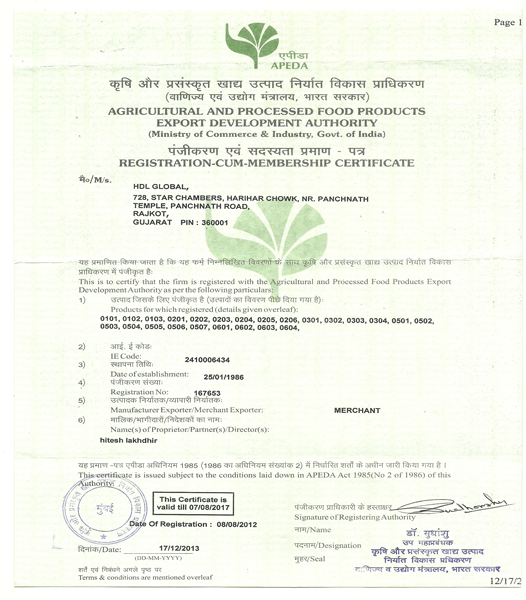 Page 1
एपीडा
APEDA
कृषि और प्रसंस्कृत खाद्य उत्पाद निर्यात विकास प्राधिकरण
(वाणिज्य एवं उद्योग मंत्रालय, भारत सरकार)
AGRICULTURAL AND PROCESSED FOOD PRODUCTS
EXPORT DEVELOPMENT AUTHORITY
(Ministry of Commerce & Industry, Govt. of India)
पंजीकरण एवं सदस्यता प्रमाण - पत्र
REGISTRATION-CUM-MEMBERSHIP CERTIFICATE
मै०/M/s.
HDL GLOBAL,
728, STAR CHAMBERS, HARIHAR CHOWK, NR. PANCHNATH
TEMPLE, PANCHNATH ROAD,
RAJKOT,
GUJARAT PIN : 360001
यह प्रमाणित किया जाता है कि यह फर्म निम्नलिखित विवरणों के साथ कृषि और प्रसंस्कृत खाद्य उत्पाद निर्यात विकास
प्राधिकरण में पंजीकृत है:
This is to certify that the firm is registered with the Agricultural and Processed Food Products Export
Development Authority as per the following particulars:
1) उत्पाद जिसके लिए पंजीकृत है (उत्पादों का विवरण पीछे दिया गया है):
Products for which registered (details given overleaf):
0101, 0102, 0103, 0201, 0202, 0203, 0204, 0205, 0206, 0301, 0302, 0303, 0304, 0501, 0502,
0503, 0504, 0505, 0506, 0507, 0601, 0602, 0603, 0604,
2) आई. ई कोड:
IE Code: 2410006434
3) स्थापना तिथि:
Date of establishment: 25/01/1986
4) पंजीकरण संख्या:
Registration No: 167653
5) उत्पादक निर्यातक/व्यापारी निर्यातक:
Manufacturer Exporter/Merchant Exporter: MERCHANT
6) मालिक/भागीदारों/निदेशकों का नाम:
Name(s) of Proprietor/Partner(s)/Director(s):
hitesh lakhdhir
यह प्रमाण -पत्र एपीडा अधिनियम 1985 (1986 का अधिनियम संख्यांक 2) में निर्धारित शर्तों के अधीन जारी किया गया है ।
This certificate is issued subject to the conditions laid down in APEDA Act 1985(No 2 of 1986) of this
Authority.
This Certificate is
valid till 07/08/2017
Date Of Registration : 08/08/2012
पंजीकरण प्राधिकारी के हस्ताक्षर
Signature of Registering Authority
नाम/Name
पदनाम/Designation
मुहर/Seal
डॉ. सुधांशु
उप महाप्रबंधक
कृषि और प्रसंस्कृत खाद्य उत्पाद
निर्यात विकास प्रधिकरण
वाणिज्य व उद्योग मंत्रालय, भारत सरकार
मुंबई
दिनांक/Date: 17/12/2013
(DD-MM-YYYY)
शर्तें एवं निबंधन अगले पृष्ठ पर
Terms & conditions are mentioned overleaf
12/17/2